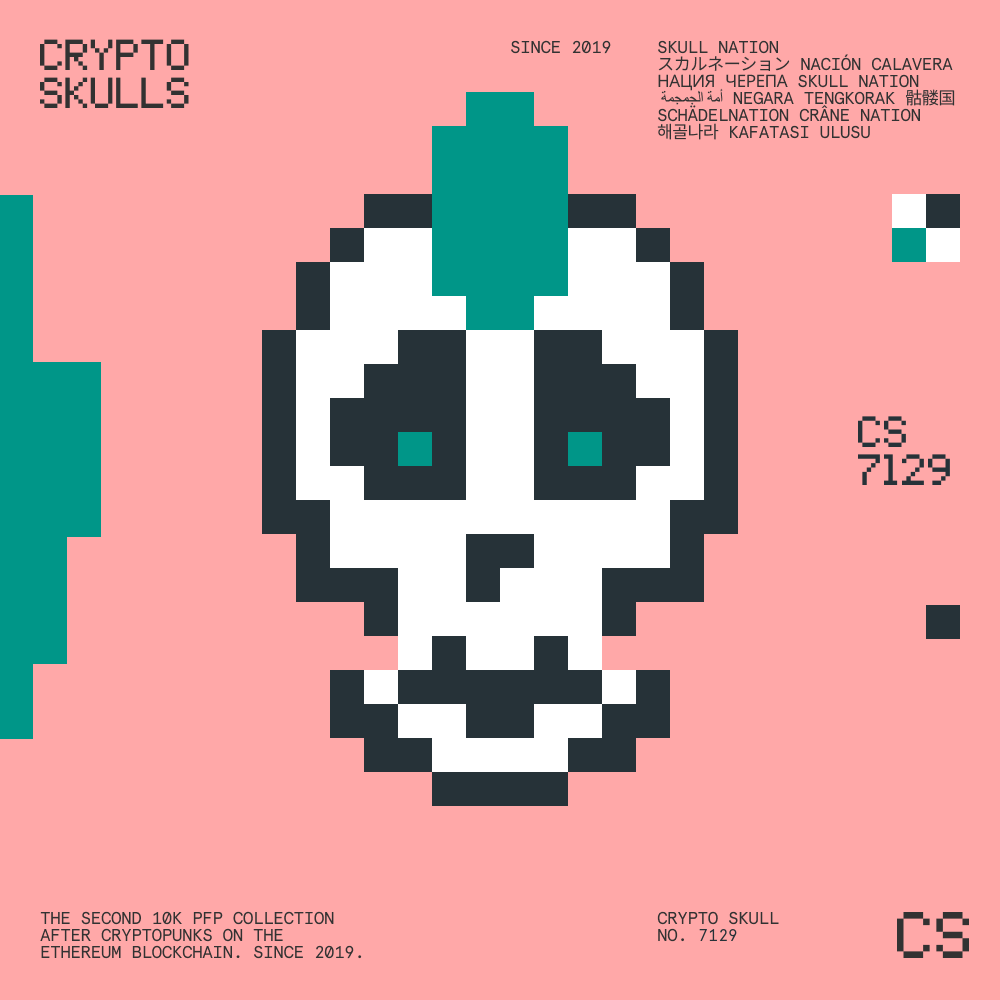 CRYPTO
SKULLS
SINCE 2019
SKULL NATION
スカルネーション NACIÓN CALAVERA
НАЦИЯ ЧЕРЕПА SKULL NATION
أمة الجمجمة NEGARA TENGKORAK 骷髅国
SCHÄDELNATION CRÂNE NATION
해골나라 KAFATASI ULUSU
CS
7129
THE SECOND 10K PFP COLLECTION
AFTER CRYPTOPUNKS ON THE
ETHEREUM BLOCKCHAIN. SINCE 2019.
CRYPTO SKULL
NO. 7129
CS